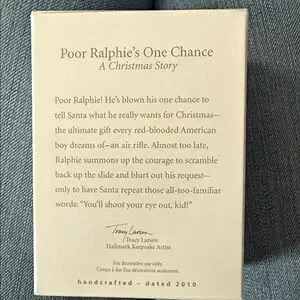 Poor Ralphie's One Chance
A Christmas Story
Poor Ralphie! He's blown his one chance to
tell Santa what he really wants for Christmas—
the ultimate gift every red-blooded American
boy dreams of—an air rifle. Almost too late,
Ralphie summons up the courage to scramble
back up the slide and blurt out his request—
only to have Santa repeat those all-too-familiar
words: "You'll shoot your eye out, kid!"
Tracy Larsen
Tracy Larsen
Hallmark Keepsake Artist
For decorative use only.
Conçu à des fins décoratives seulement.
handcrafted – dated 2010